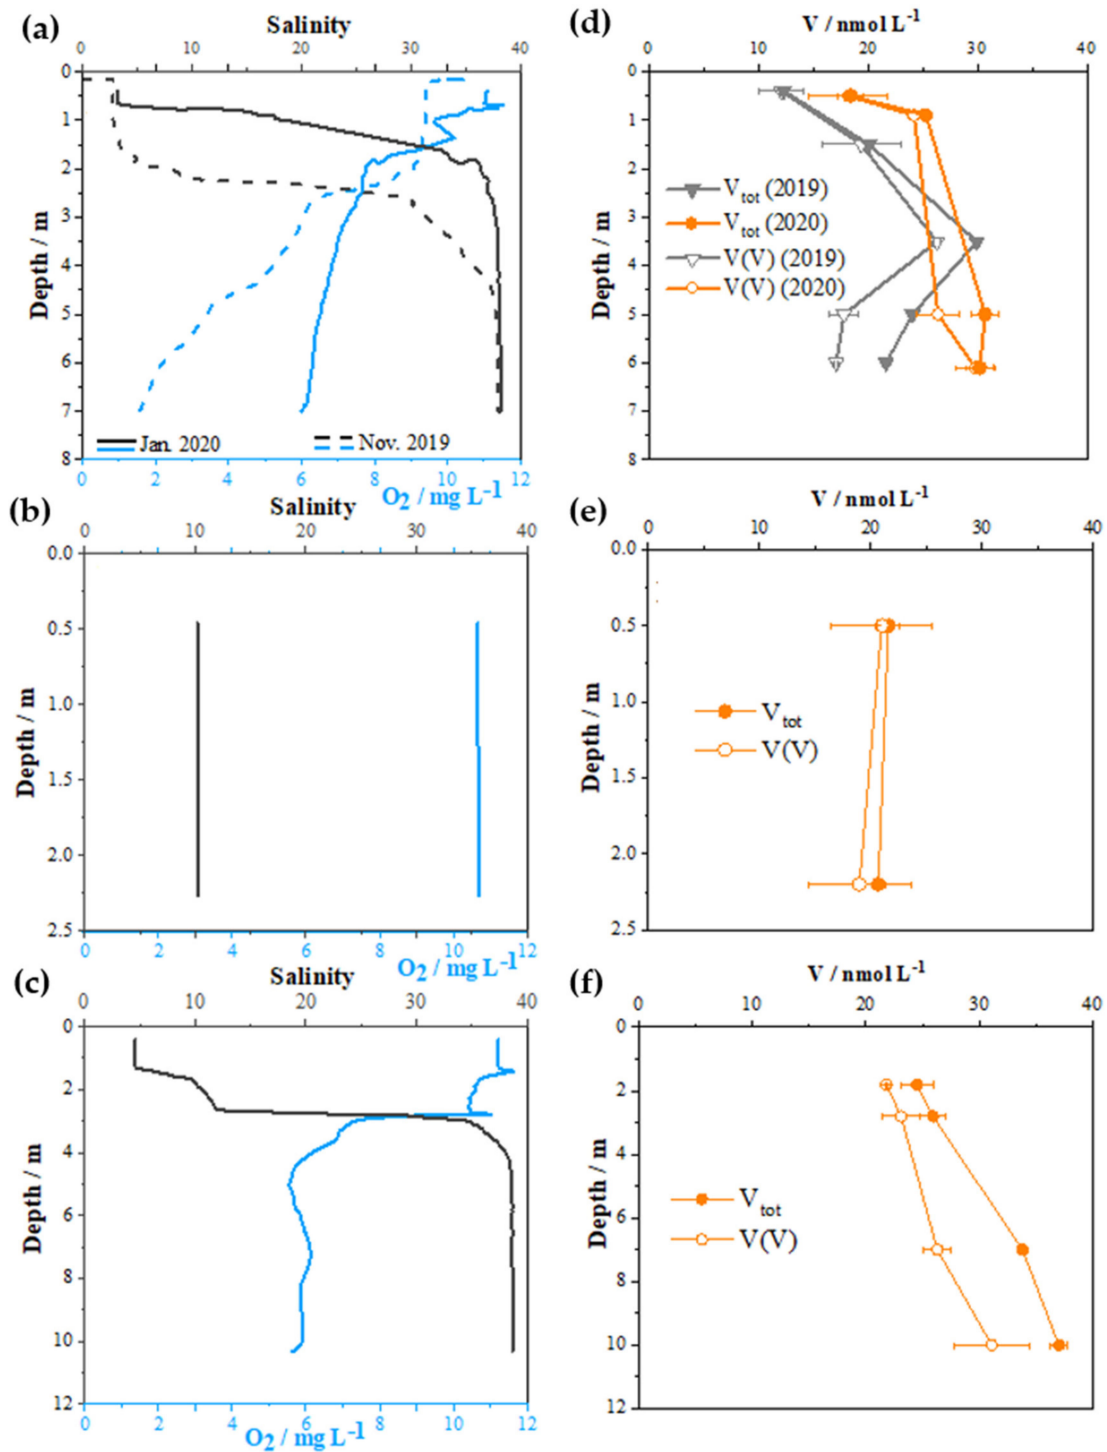 (a)
Salinity
0 10 20 30 40
0
1
2
3
4
5
6
7
8
Depth / m
Jan. 2020
Nov. 2019
0 2 4 6 8 10 12
O2 / mg L-1
(d)
V / nmol L-1
0 10 20 30 40
0
1
2
3
4
5
6
7
8
Depth / m
Vtot (2019)
Vtot (2020)
V(V) (2019)
V(V) (2020)
(b)
Salinity
0 10 20 30 40
0.0
0.5
1.0
1.5
2.0
2.5
Depth / m
0 2 4 6 8 10 12
O2 / mg L-1
(e)
V / nmol L-1
0 10 20 30 40
0.0
0.5
1.0
1.5
2.0
2.5
Depth / m
Vtot
V(V)
(c)
Salinity
0 10 20 30 40
0
2
4
6
8
10
12
Depth / m
0 2 4 6 8 10 12
O2 / mg L-1
(f)
V / nmol L-1
0 10 20 30 40
0
2
4
6
8
10
12
Depth / m
Vtot
V(V)